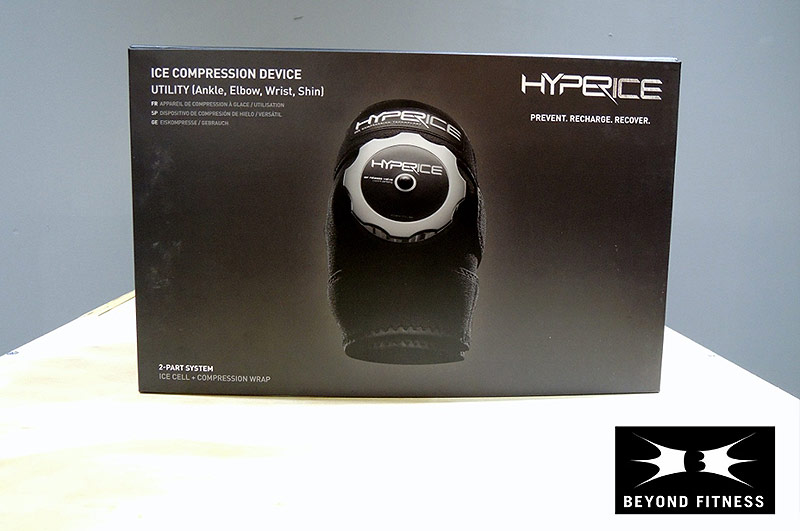 ICE COMPRESSION DEVICE
UTILITY (Ankle, Elbow, Wrist, Shin)
FR APPAREIL DE COMPRESSION À GLACE / UTILISATION
SP DISPOSITIVO DE COMPRESIÓN DE HIELO / VERSÁTIL
GE EISKOMPRESSE / GEBRAUCH
HYPERICE
PREVENT. RECHARGE. RECOVER.
HYPERICE
HYPERICE
2-PART SYSTEM
ICE CELL + COMPRESSION WRAP
BEYOND FITNESS